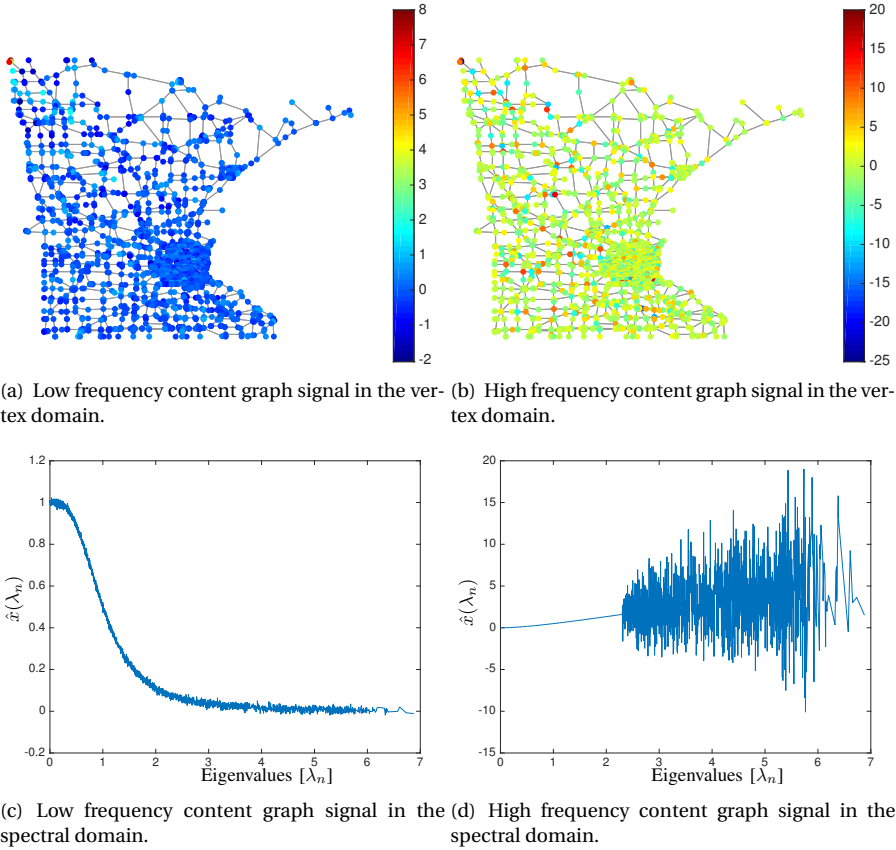 8
7
6
5
4
3
2
1
0
-1
-2
20
15
10
5
0
-5
-10
-15
-20
-25
(a) Low frequency content graph signal in the ver-
tex domain.
(b) High frequency content graph signal in the ver-
tex domain.
1.2
1
0.8
0.6
0.4
0.2
0
-0.2
x̂(λₙ)
0 1 2 3 4 5 6 7
Eigenvalues [λₙ]
20
15
10
5
0
-5
-10
-15
x̂(λₙ)
0 1 2 3 4 5 6 7
Eigenvalues [λₙ]
(c) Low frequency content graph signal in the
spectral domain.
(d) High frequency content graph signal in the
spectral domain.